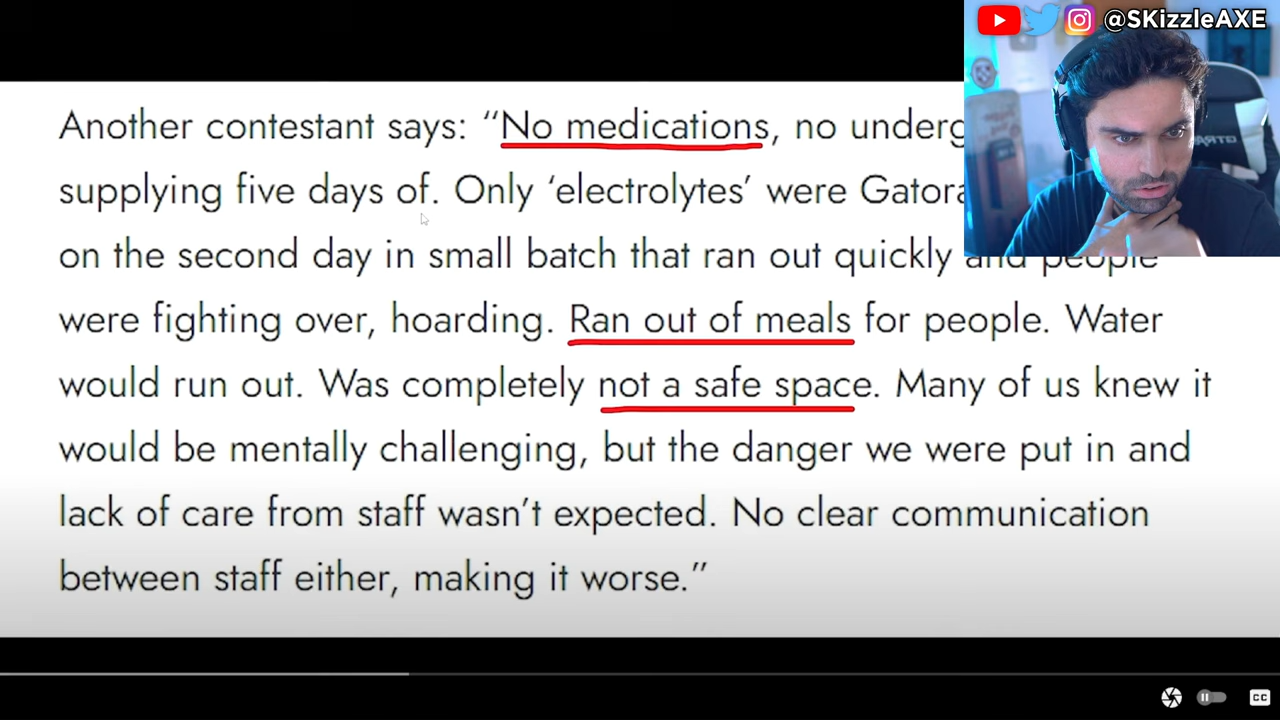 @SKizzleAXE
Another contestant says: “No medications, no
supplying five days of. Only ‘electrolytes’ were
on the second day in small batch that ran out quickly and people
were fighting over, hoarding. Ran out of meals for people. Water
would run out. Was completely not a safe space. Many of us knew it
would be mentally challenging, but the danger we were put in and
lack of care from staff wasn’t expected. No clear communication
between staff either, making it worse.”
CC